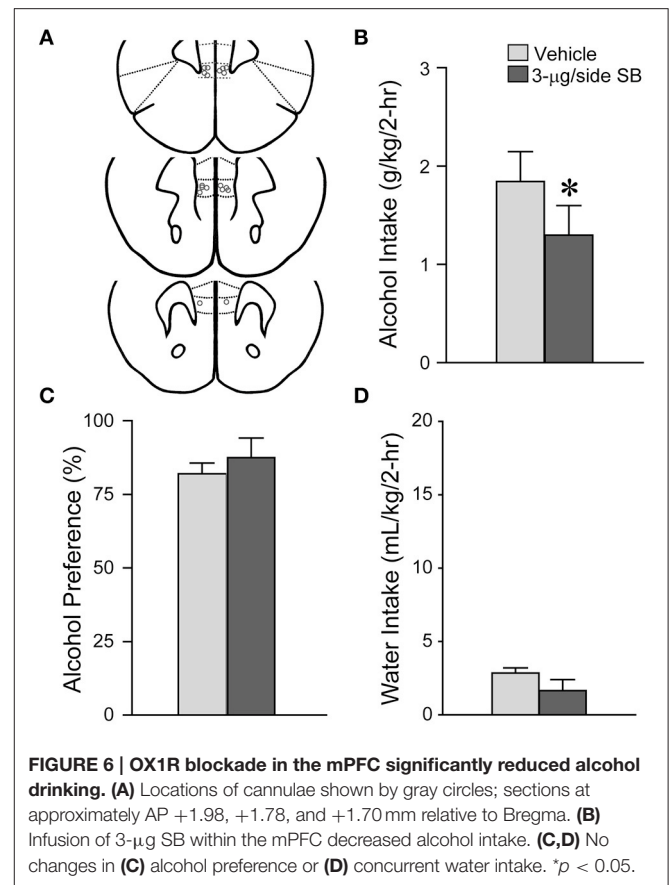 A
B
Vehicle
3-μg/side SB
3
2
1
0
Alcohol Intake (g/kg/2-hr)
*
C
100
75
50
25
0
Alcohol Preference (%)
D
20
15
10
5
0
Water Intake (mL/kg/2-hr)
FIGURE 6 | OX1R blockade in the mPFC significantly reduced alcohol
drinking. (A) Locations of cannulae shown by gray circles; sections at
approximately AP +1.98, +1.78, and +1.70 mm relative to Bregma. (B)
Infusion of 3-μg SB within the mPFC decreased alcohol intake. (C,D) No
changes in (C) alcohol preference or (D) concurrent water intake. *p < 0.05.